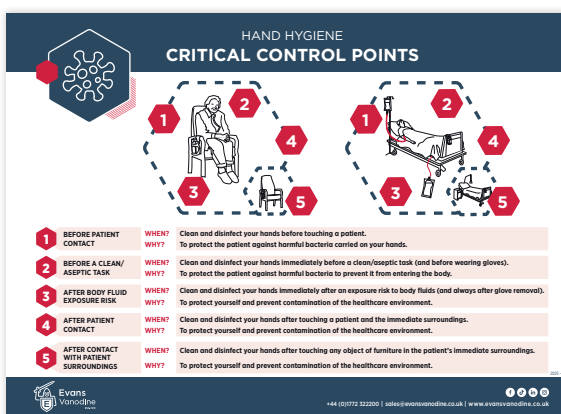 HAND HYGIENE
CRITICAL CONTROL POINTS
1
2
3
4
5
1
2
3
4
5
1 BEFORE PATIENT CONTACT
WHEN? Clean and disinfect your hands before touching a patient.
WHY? To protect the patient against harmful bacteria carried on your hands.
2 BEFORE A CLEAN/ ASEPTIC TASK
WHEN? Clean and disinfect your hands immediately before a clean/aseptic task (and before wearing gloves).
WHY? To protect the patient against harmful bacteria to prevent it from entering the body.
3 AFTER BODY FLUID EXPOSURE RISK
WHEN? Clean and disinfect your hands immediately after an exposure risk to body fluids (and always after glove removal).
WHY? To protect yourself and prevent contamination of the healthcare environment.
4 AFTER PATIENT CONTACT
WHEN? Clean and disinfect your hands after touching a patient and the immediate surroundings.
WHY? To protect yourself and prevent contamination of the healthcare environment.
5 AFTER CONTACT WITH PATIENT SURROUNDINGS
WHEN? Clean and disinfect your hands after touching any object of furniture in the patient's immediate surroundings.
WHY? To protect yourself and prevent contamination of the healthcare environment.
Evans
Vanodine
+44 (0)1772 322200 | sales@evansvanodine.co.uk | www.evansvanodine.co.uk